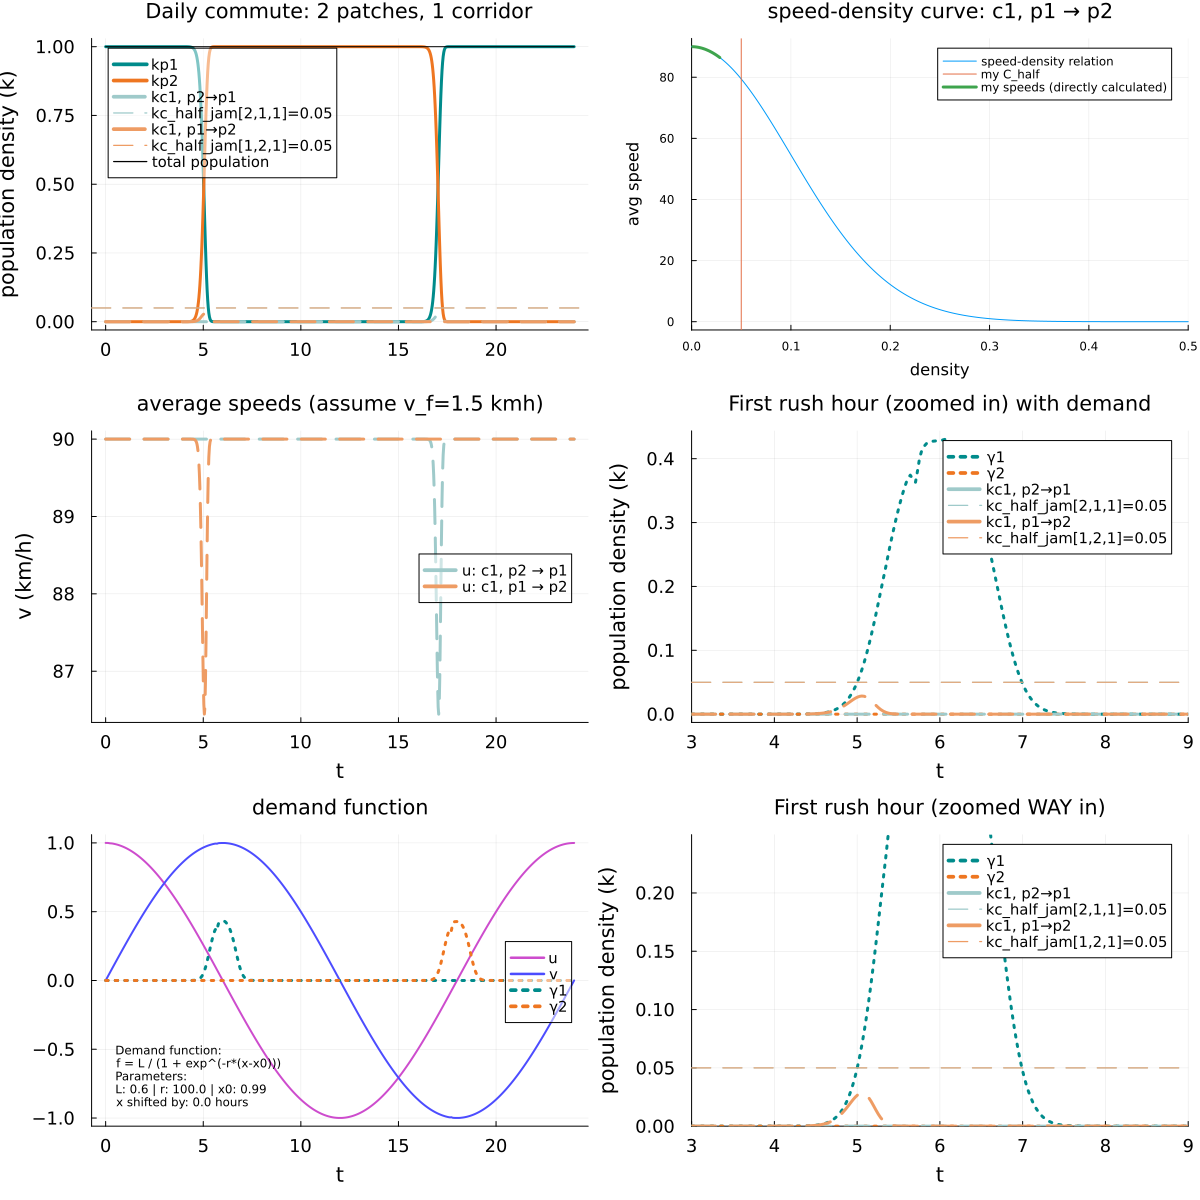 Daily commute: 2 patches, 1 corridor
population density (k)
1.00
0.75
0.50
0.25
0.00
kp1
kp2
kc1, p2→p1
kc_half_jam[2,1,1]=0.05
kc1, p1→p2
kc_half_jam[1,2,1]=0.05
total population
0 5 10 15 20
speed-density curve: c1, p1 → p2
avg speed
80
60
40
20
0
speed-density relation
my C_half
my speeds (directly calculated)
0.0 0.1 0.2 0.3 0.4 0.5
density
average speeds (assume v_f=1.5 kmh)
v (km/h)
90
89
88
87
u: c1, p2 → p1
u: c1, p1 → p2
0 5 10 15 20
t
First rush hour (zoomed in) with demand
population density (k)
0.4
0.3
0.2
0.1
0.0
γ1
γ2
kc1, p2→p1
kc_half_jam[2,1,1]=0.05
kc1, p1→p2
kc_half_jam[1,2,1]=0.05
3 4 5 6 7 8 9
t
demand function
1.0
0.5
0.0
−0.5
−1.0
u
v
γ1
γ2
Demand function:
f = L / (1 + exp^(-r*(x-x0)))
Parameters:
L: 0.6 | r: 100.0 | x0: 0.99
x shifted by: 0.0 hours
0 5 10 15 20
t
First rush hour (zoomed WAY in)
population density (k)
0.20
0.15
0.10
0.05
0.00
γ1
γ2
kc1, p2→p1
kc_half_jam[2,1,1]=0.05
kc1, p1→p2
kc_half_jam[1,2,1]=0.05
3 4 5 6 7 8 9
t